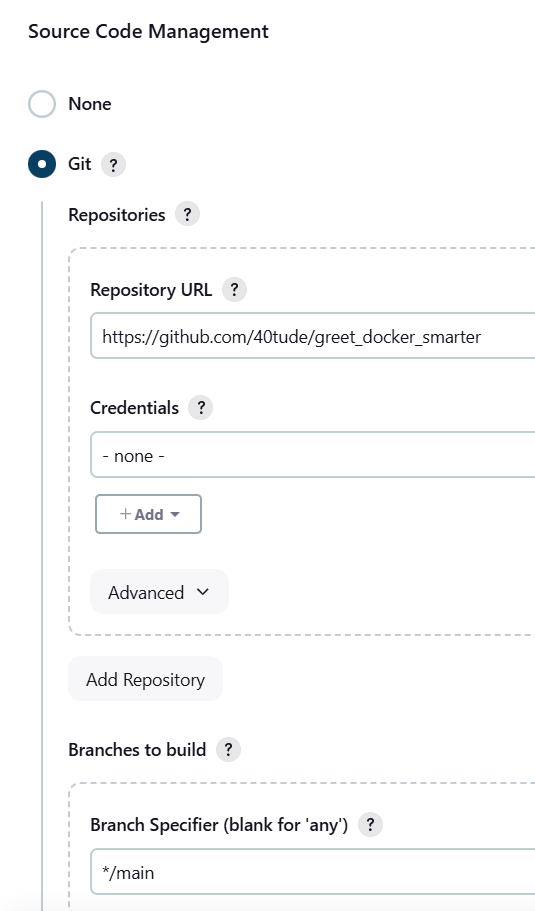 Source Code Management
None
Git ?
Repositories ?
Repository URL ?
https://github.com/40tude/greet_docker_smarter
Credentials ?
- none -
+ Add
Advanced
Add Repository
Branches to build ?
Branch Specifier (blank for 'any') ?
*/main